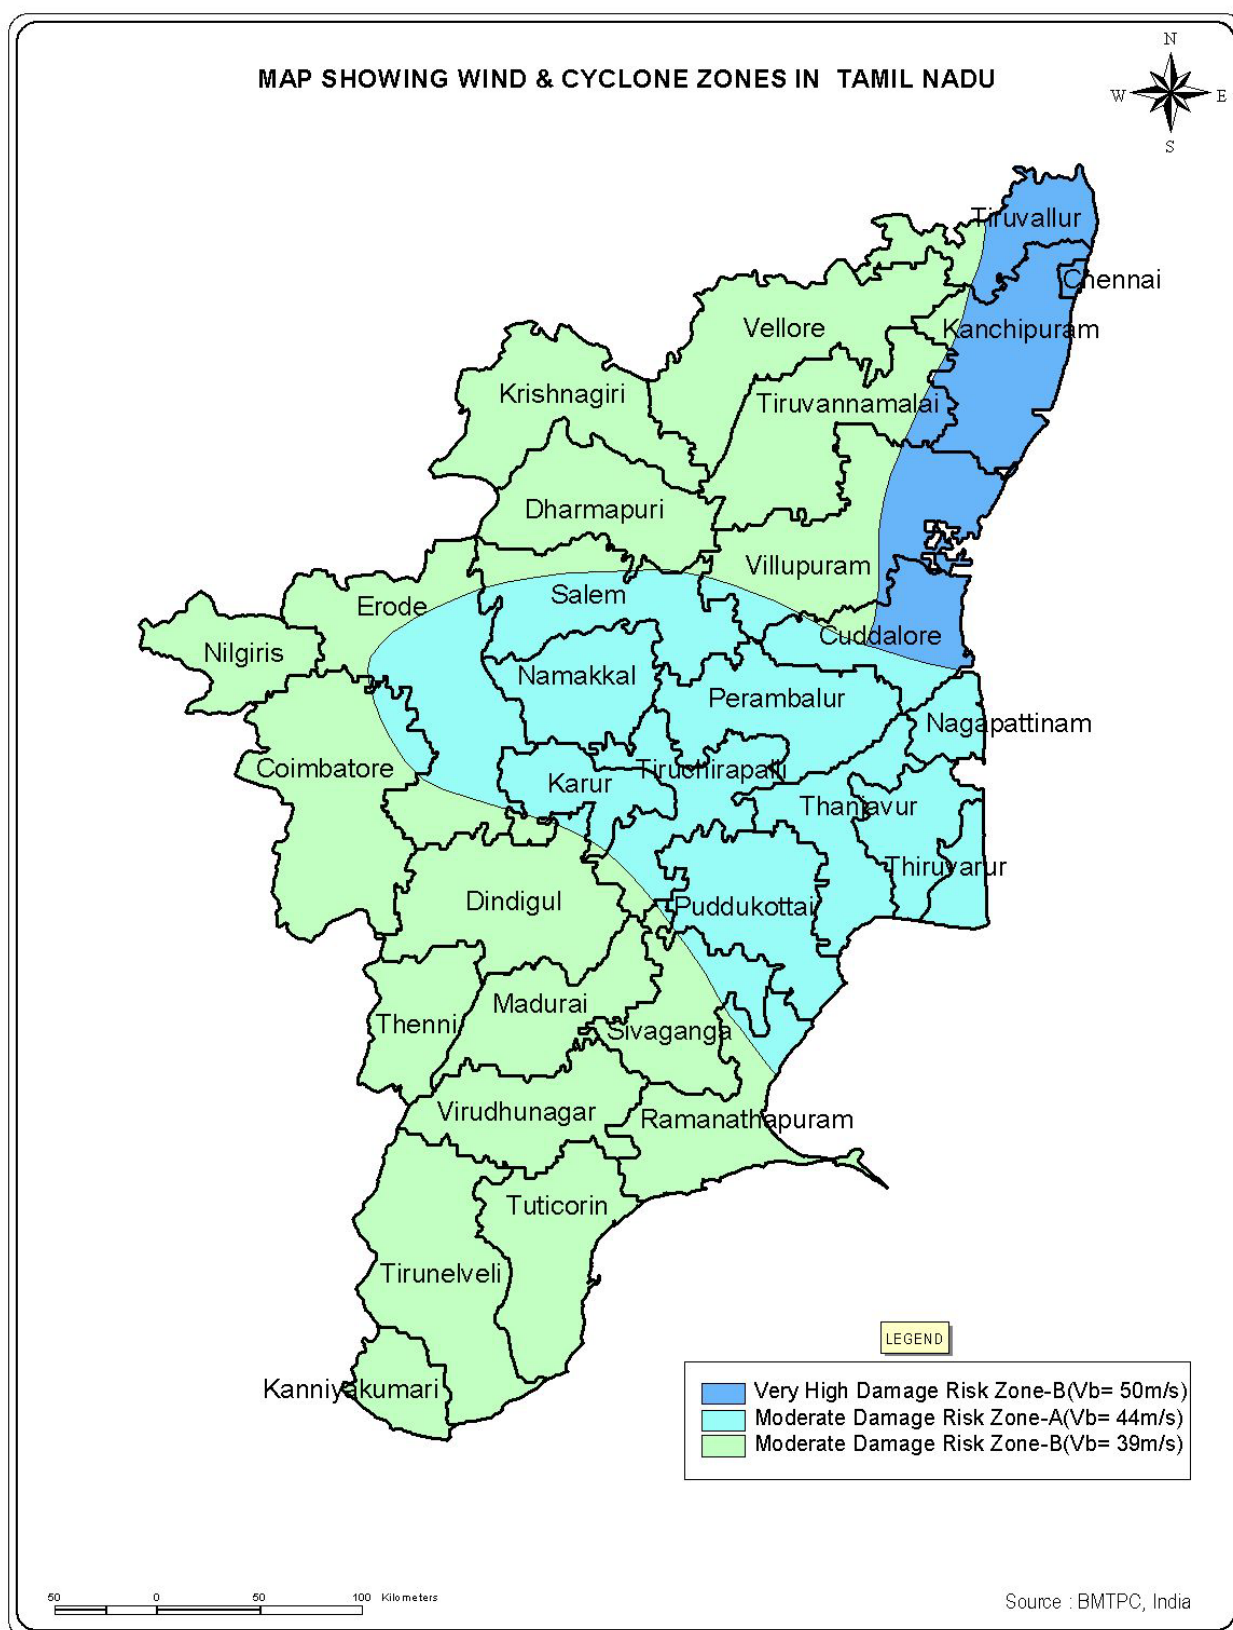 N
MAP SHOWING WIND & CYCLONE ZONES IN TAMIL NADU
W E
S
Tiruvallur
Chennai
Vellore
Kanchipuram
Krishnagiri
Tiruvannamalai
Dharmapuri
Villupuram
Salem
Erode
Cuddalore
Nilgiris
Namakkal
Perambalur
Nagapattinam
Coimbatore
Tiruchirapalli
Karur
Thanjavur
Thiruvarur
Dindigul
Puddukottai
Madurai
Thenni
Sivaganga
Virudhunagar
Ramanathapuram
Tuticorin
Tirunelveli
Kanniyakumari
LEGEND
Very High Damage Risk Zone-B(Vb= 50m/s)
Moderate Damage Risk Zone-A(Vb= 44m/s)
Moderate Damage Risk Zone-B(Vb= 39m/s)
50 0 50 100 Kilometers
Source : BMTPC, India